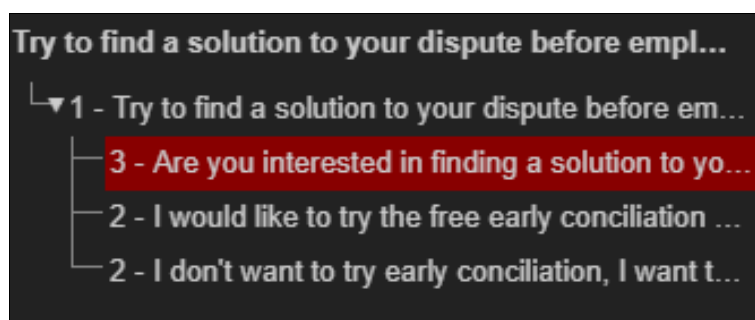 Try to find a solution to your dispute before empl...
1 - Try to find a solution to your dispute before em...
3 - Are you interested in finding a solution to yo...
2 - I would like to try the free early conciliation ...
2 - I don't want to try early conciliation, I want t...